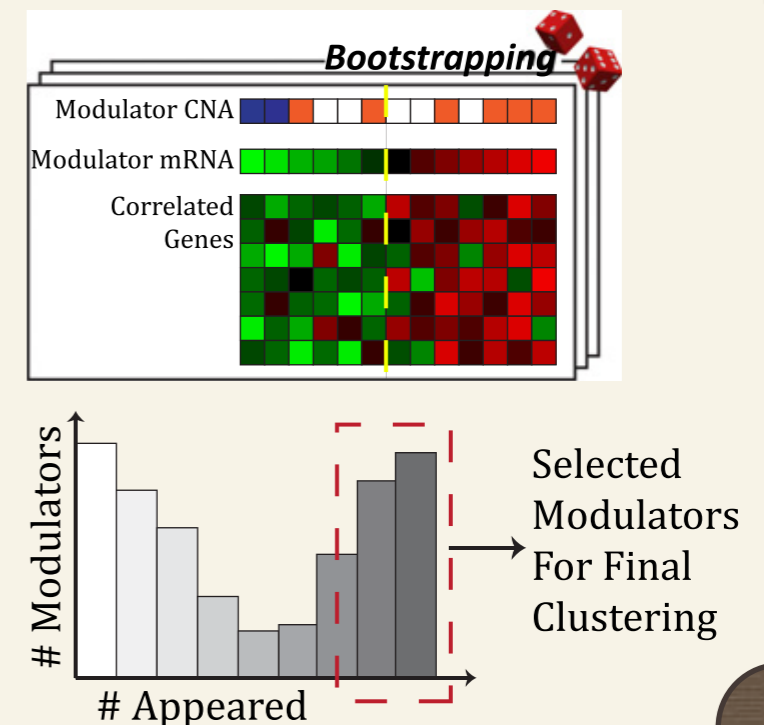 Bootstrapping
Modulator CNA
Modulator mRNA
Correlated
Genes
# Modulators
# Appeared
Selected
Modulators
For Final
Clustering